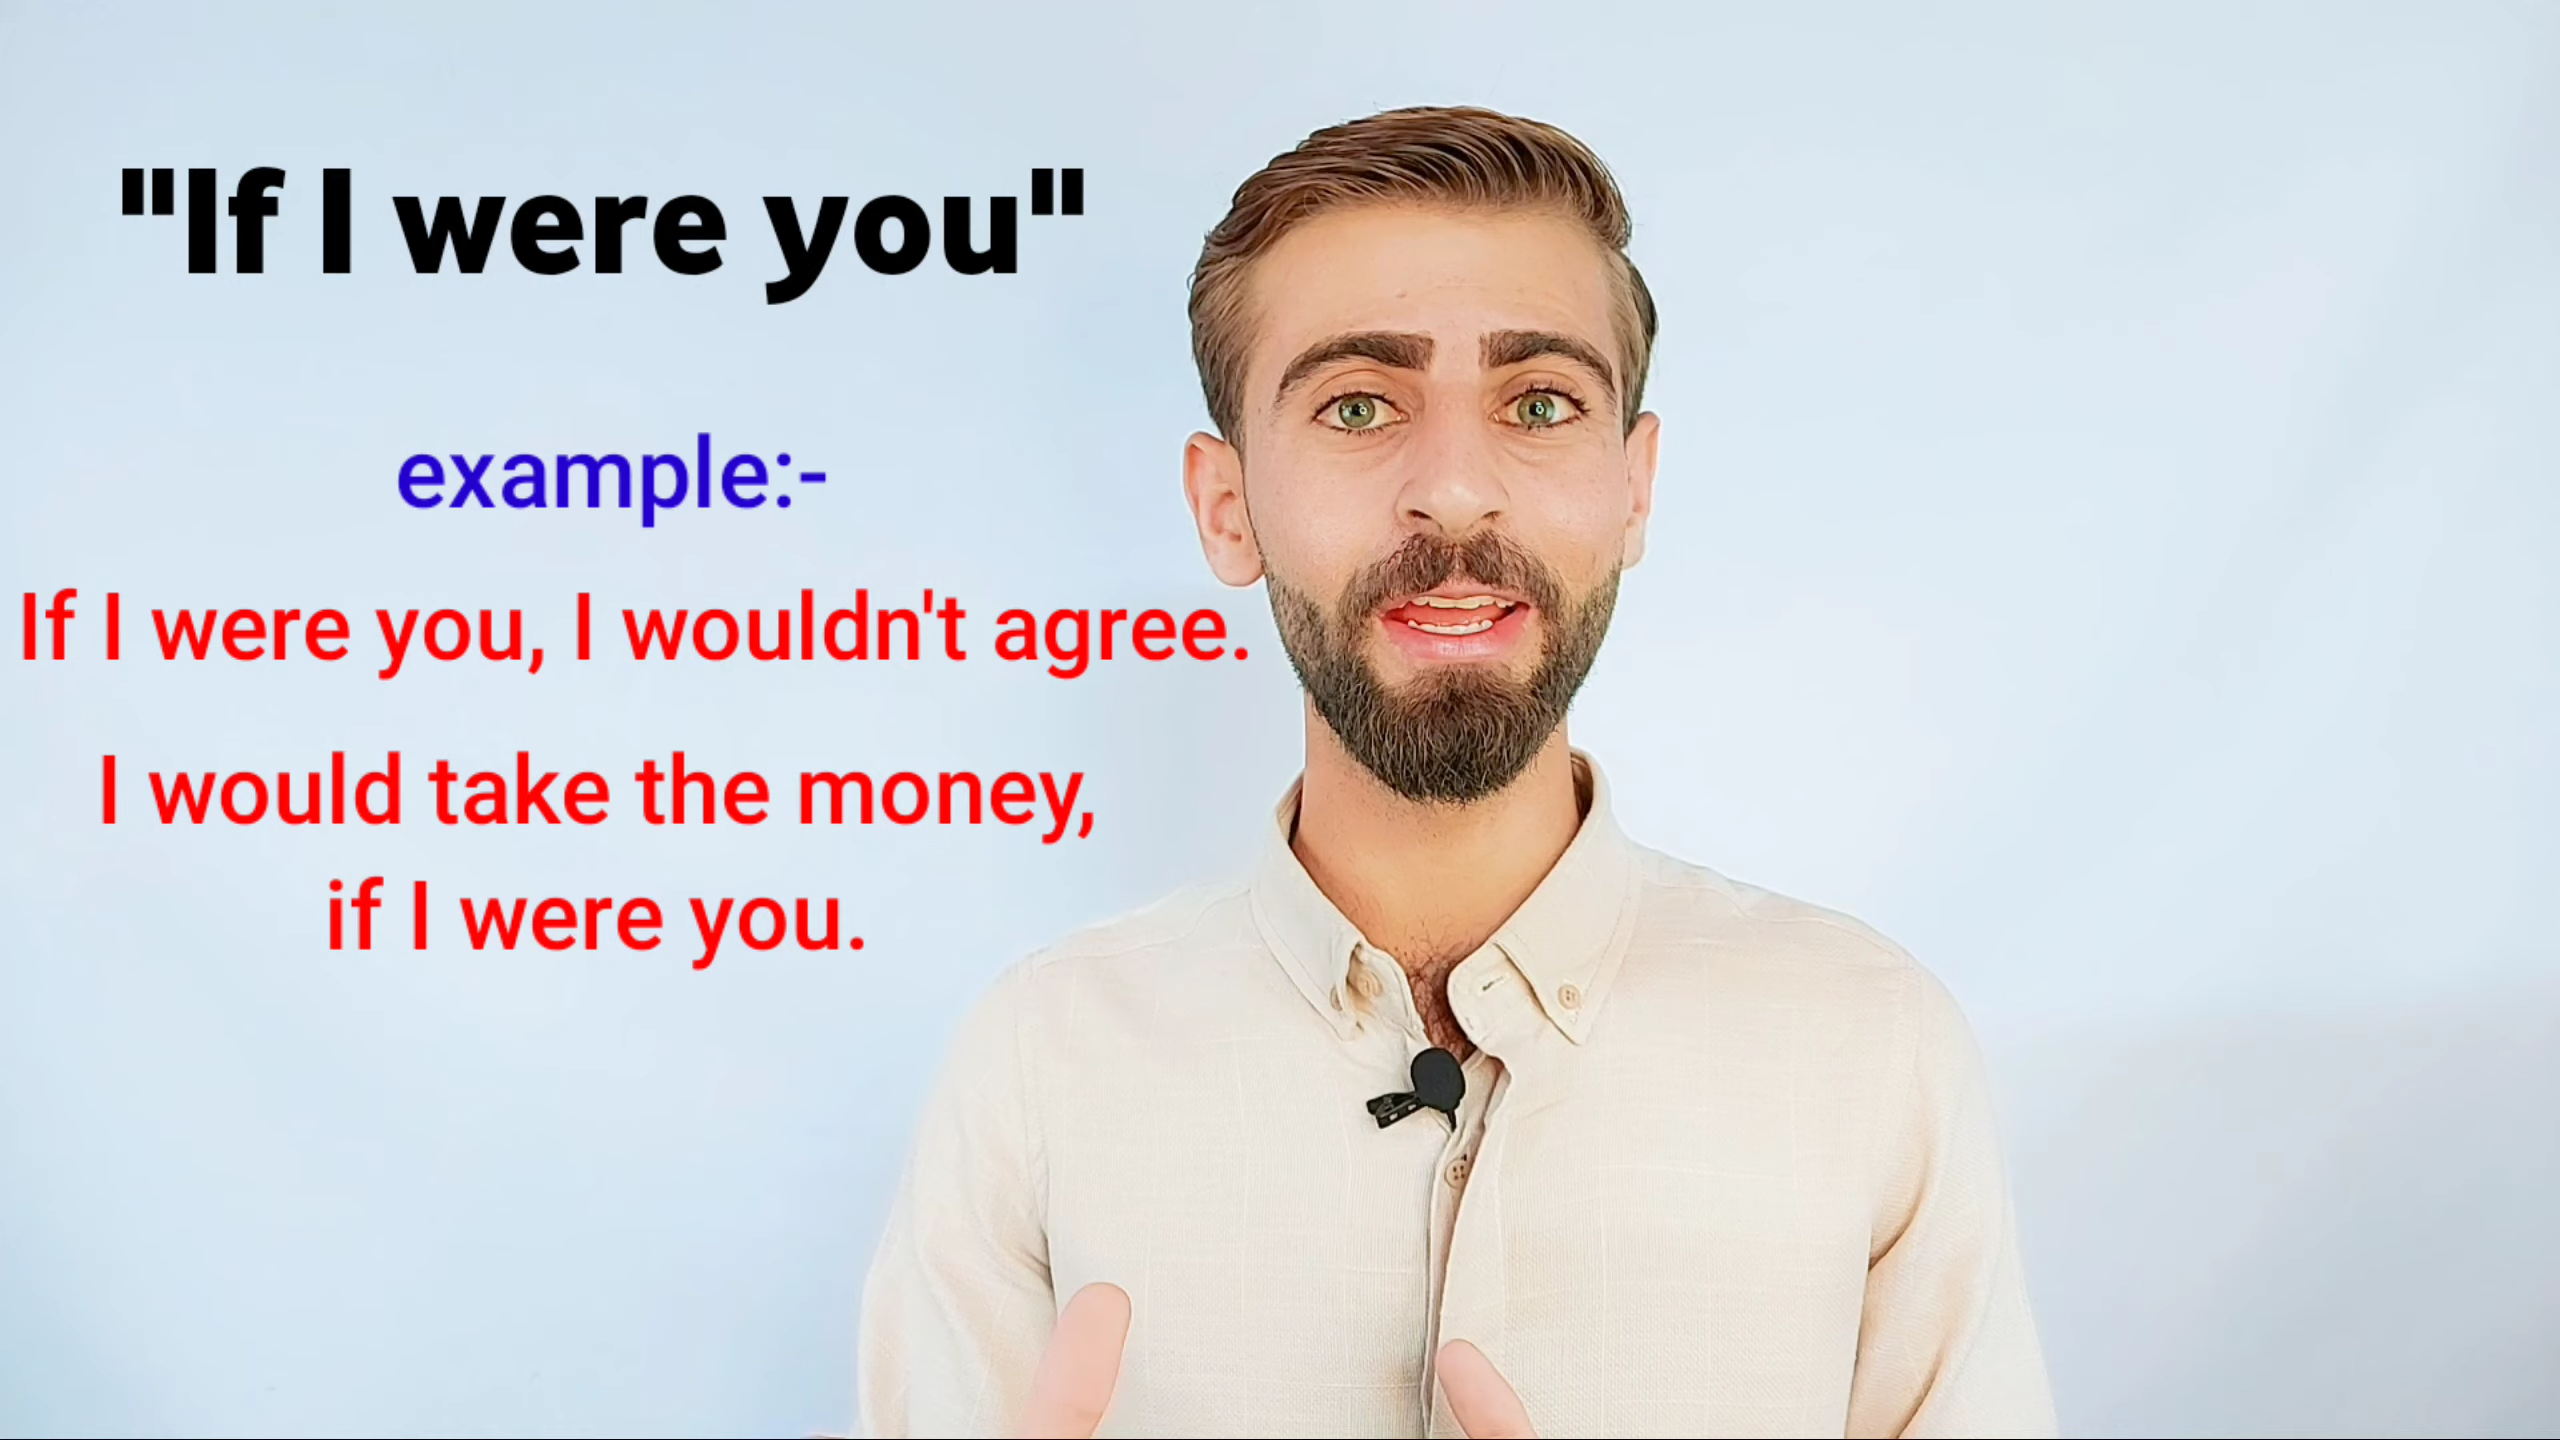 "If I were you"
example:-
If I were you, I wouldn't agree.
I would take the money,
if I were you.